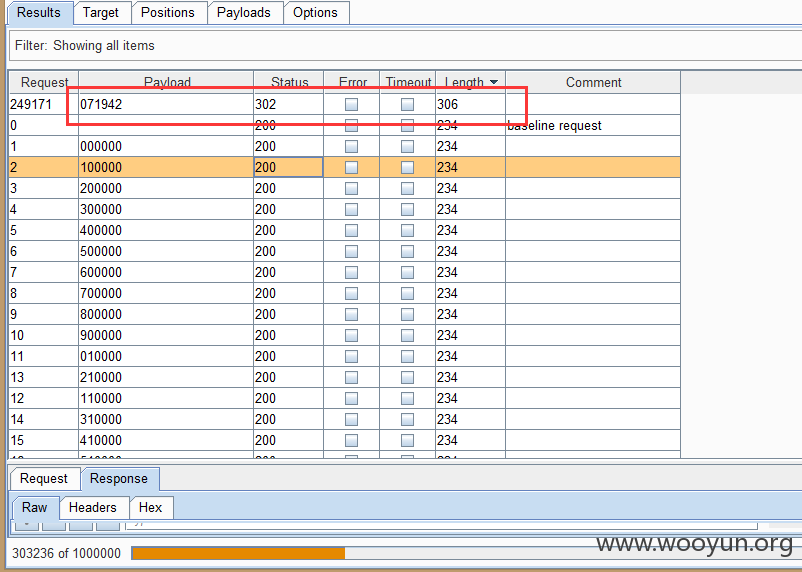 Results Target Positions Payloads Options
Filter: Showing all items
Request Payload Status Error Timeout Length Comment
249171 071942 302 306
0 200 234 baseline request
1 000000 200 234
2 100000 200 234
3 200000 200 234
4 300000 200 234
5 400000 200 234
6 500000 200 234
7 600000 200 234
8 700000 200 234
9 800000 200 234
10 900000 200 234
11 010000 200 234
13 210000 200 234
12 110000 200 234
14 310000 200 234
15 410000 200 234
Request Response
Raw Headers Hex
303236 of 1000000
www.wooyun.org